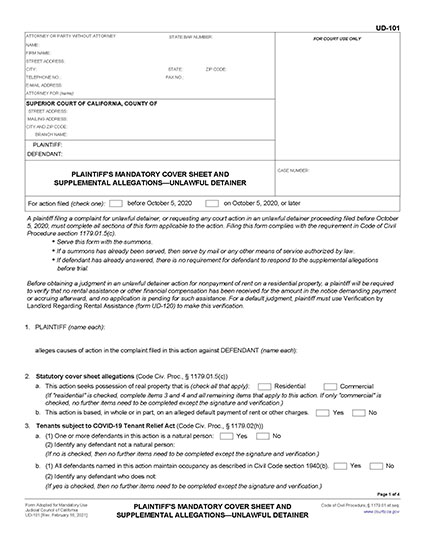 UD-101
ATTORNEY OR PARTY WITHOUT ATTORNEY STATE BAR NUMBER:
NAME:
FIRM NAME:
STREET ADDRESS:
CITY: STATE: ZIP CODE:
TELEPHONE NO.: FAX NO.:
E-MAIL ADDRESS:
ATTORNEY FOR (name):
FOR COURT USE ONLY
SUPERIOR COURT OF CALIFORNIA, COUNTY OF
STREET ADDRESS:
MAILING ADDRESS:
CITY AND ZIP CODE:
BRANCH NAME:
PLAINTIFF:
DEFENDANT:
PLAINTIFF'S MANDATORY COVER SHEET AND
SUPPLEMENTAL ALLEGATIONS—UNLAWFUL DETAINER
CASE NUMBER:
For action filed (check one): before October 5, 2020 on October 5, 2020, or later
A plaintiff filing a complaint for unlawful detainer, or requesting any court action in an unlawful detainer proceeding filed before October
5, 2020, must complete all sections of this form applicable to the action. Filing this form complies with the requirement in Code of Civil
Procedure section 1179.01.5(c).
• Serve this form with the summons.
• If a summons has already been served, then serve by mail or any other means of service authorized by law.
• If defendant has already answered, there is no requirement for defendant to respond to the supplemental allegations
before trial.
Before obtaining a judgment in an unlawful detainer action for nonpayment of rent on a residential property, a plaintiff will be required
to verify that no rental assistance or other financial compensation has been received for the amount in the notice demanding payment
or accruing afterward, and no application is pending for such assistance. For a default judgment, plaintiff must use Verification by
Landlord Regarding Rental Assistance (form UD-120) to make this verification.
1. PLAINTIFF (name each):
alleges causes of action in the complaint filed in this action against DEFENDANT (name each):
2. Statutory cover sheet allegations (Code Civ. Proc., § 1179.01.5(c))
a. This action seeks possession of real property that is (check all that apply): Residential Commercial
(If "residential" is checked, complete items 3 and 4 and all remaining items that apply to this action. If only "commercial" is
checked, no further items need to be completed except the signature and verification.)
b. This action is based, in whole or in part, on an alleged default payment of rent or other charges. Yes No
3. Tenants subject to COVID-19 Tenant Relief Act (Code Civ. Proc., § 1179.02(h))
a. (1) One or more defendants in this action is a natural person: Yes No
(2) Identify any defendant not a natural person:
(If no is checked, then no further items need to be completed except the signature and verification.)
b. (1) All defendants named in this action maintain occupancy as described in Civil Code section 1940(b). Yes No
(2) Identify any defendant who does not:
(If yes is checked, then no further items need to be completed except the signature and verification.)
Page 1 of 4
Form Adopted for Mandatory Use
Judicial Council of California
UD-101 [Rev. February 16, 2021]
PLAINTIFF'S MANDATORY COVER SHEET AND
SUPPLEMENTAL ALLEGATIONS—UNLAWFUL DETAINER
Code of Civil Procedure, § 1179.01 et seq.
www.courts.ca.gov